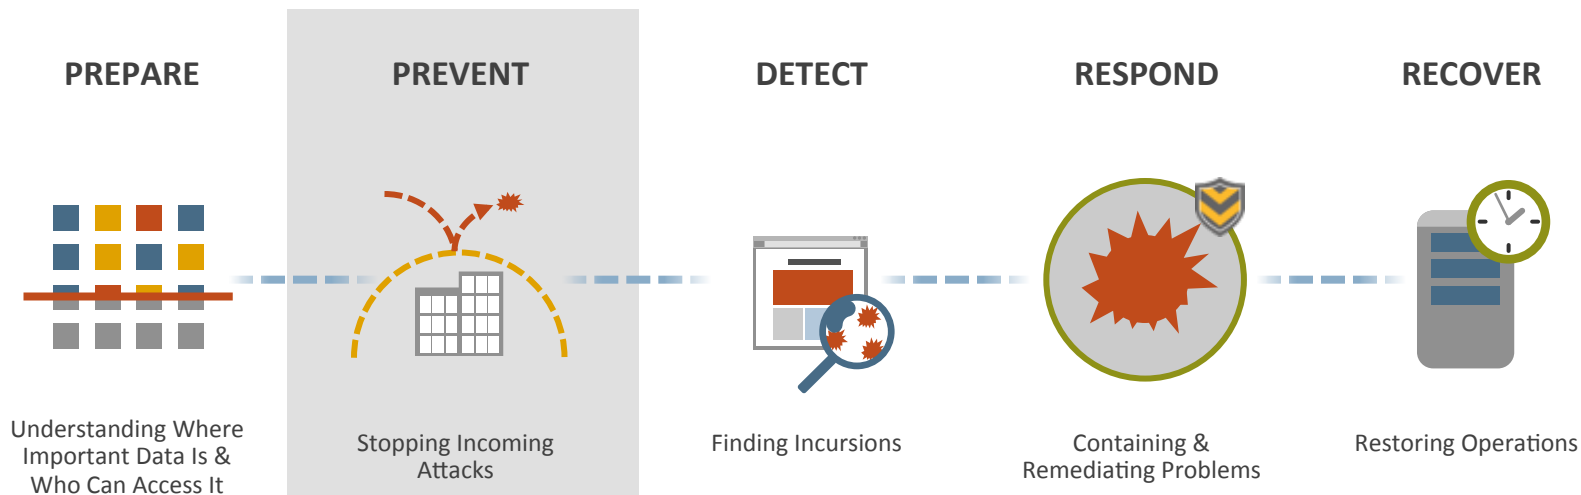 PREPARE
PREVENT
DETECT
RESPOND
RECOVER
Understanding Where
Important Data Is &
Who Can Access It
Stopping Incoming
Attacks
Finding Incursions
Containing &
Remediating Problems
Restoring Operations